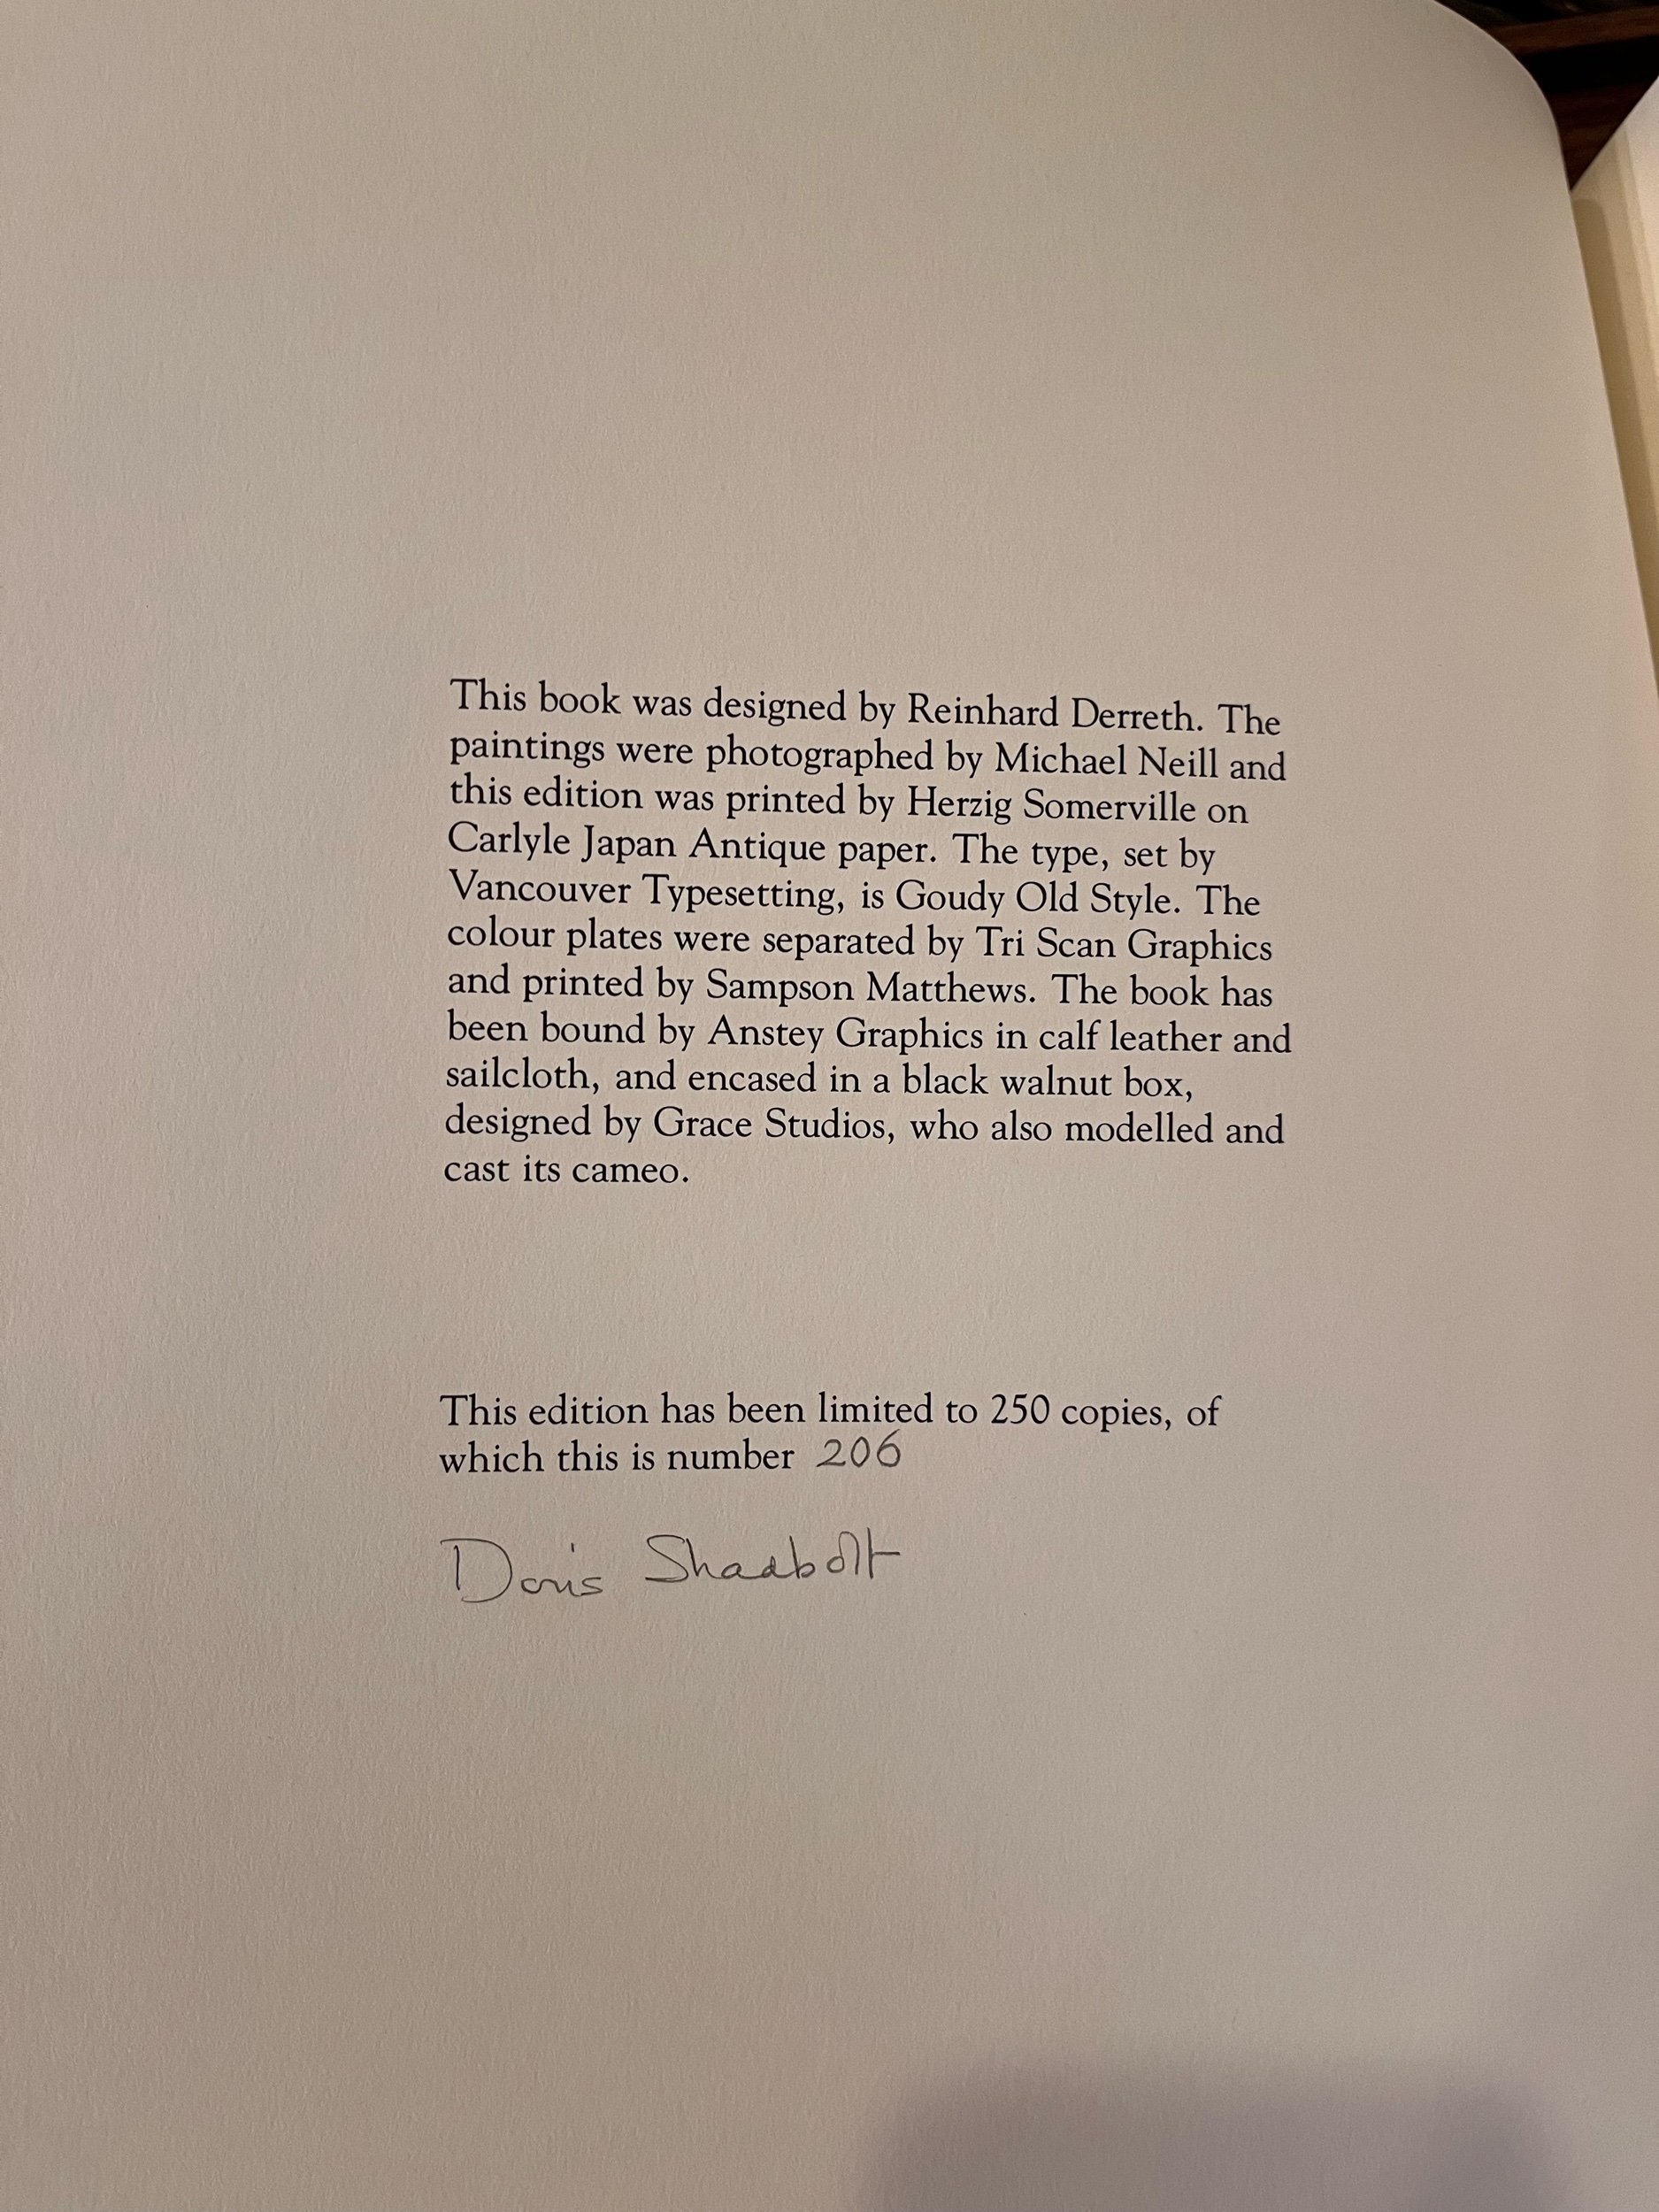 This book was designed by Reinhard Derreth. The
paintings were photographed by Michael Neill and
this edition was printed by Herzig Somerville on
Carlyle Japan Antique paper. The type, set by
Vancouver Typesetting, is Goudy Old Style. The
colour plates were separated by Tri Scan Graphics
and printed by Sampson Matthews. The book has
been bound by Anstey Graphics in calf leather and
sailcloth, and encased in a black walnut box,
designed by Grace Studios, who also modelled and
cast its cameo.
This edition has been limited to 250 copies, of
which this is number 206
Doris Shadbolt